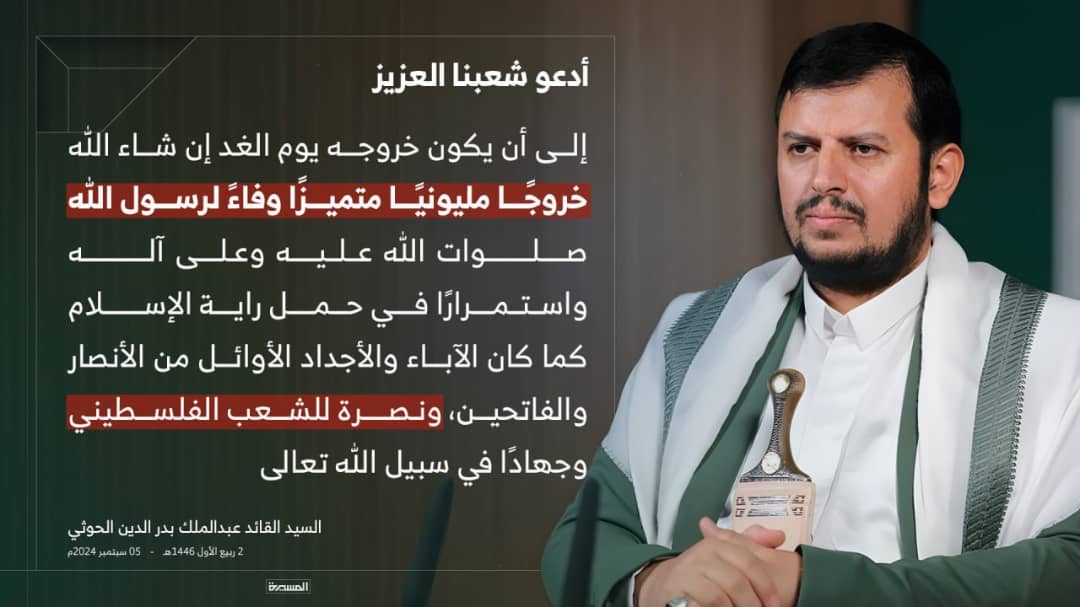 أدعو شعبنا العزيز
إلى أن يكون خروجه يوم الغد إن شاء الله
خروجًا مليونيًا متميزًا وفاءً لرسول الله
صلوات الله عليه وعلى آله
واستمرارًا في حمل راية الإسلام
كما كان الآباء والأجداد الأوائل من الأنصار
والفاتحين، ونصرة للشعب الفلسطيني
وجهادًا في سبيل الله تعالى
السيد القائد عبدالملك بدر الدين الحوثي
2 ربيع الأول 1446هـ - 05 سبتمبر 2024م
المسيرة